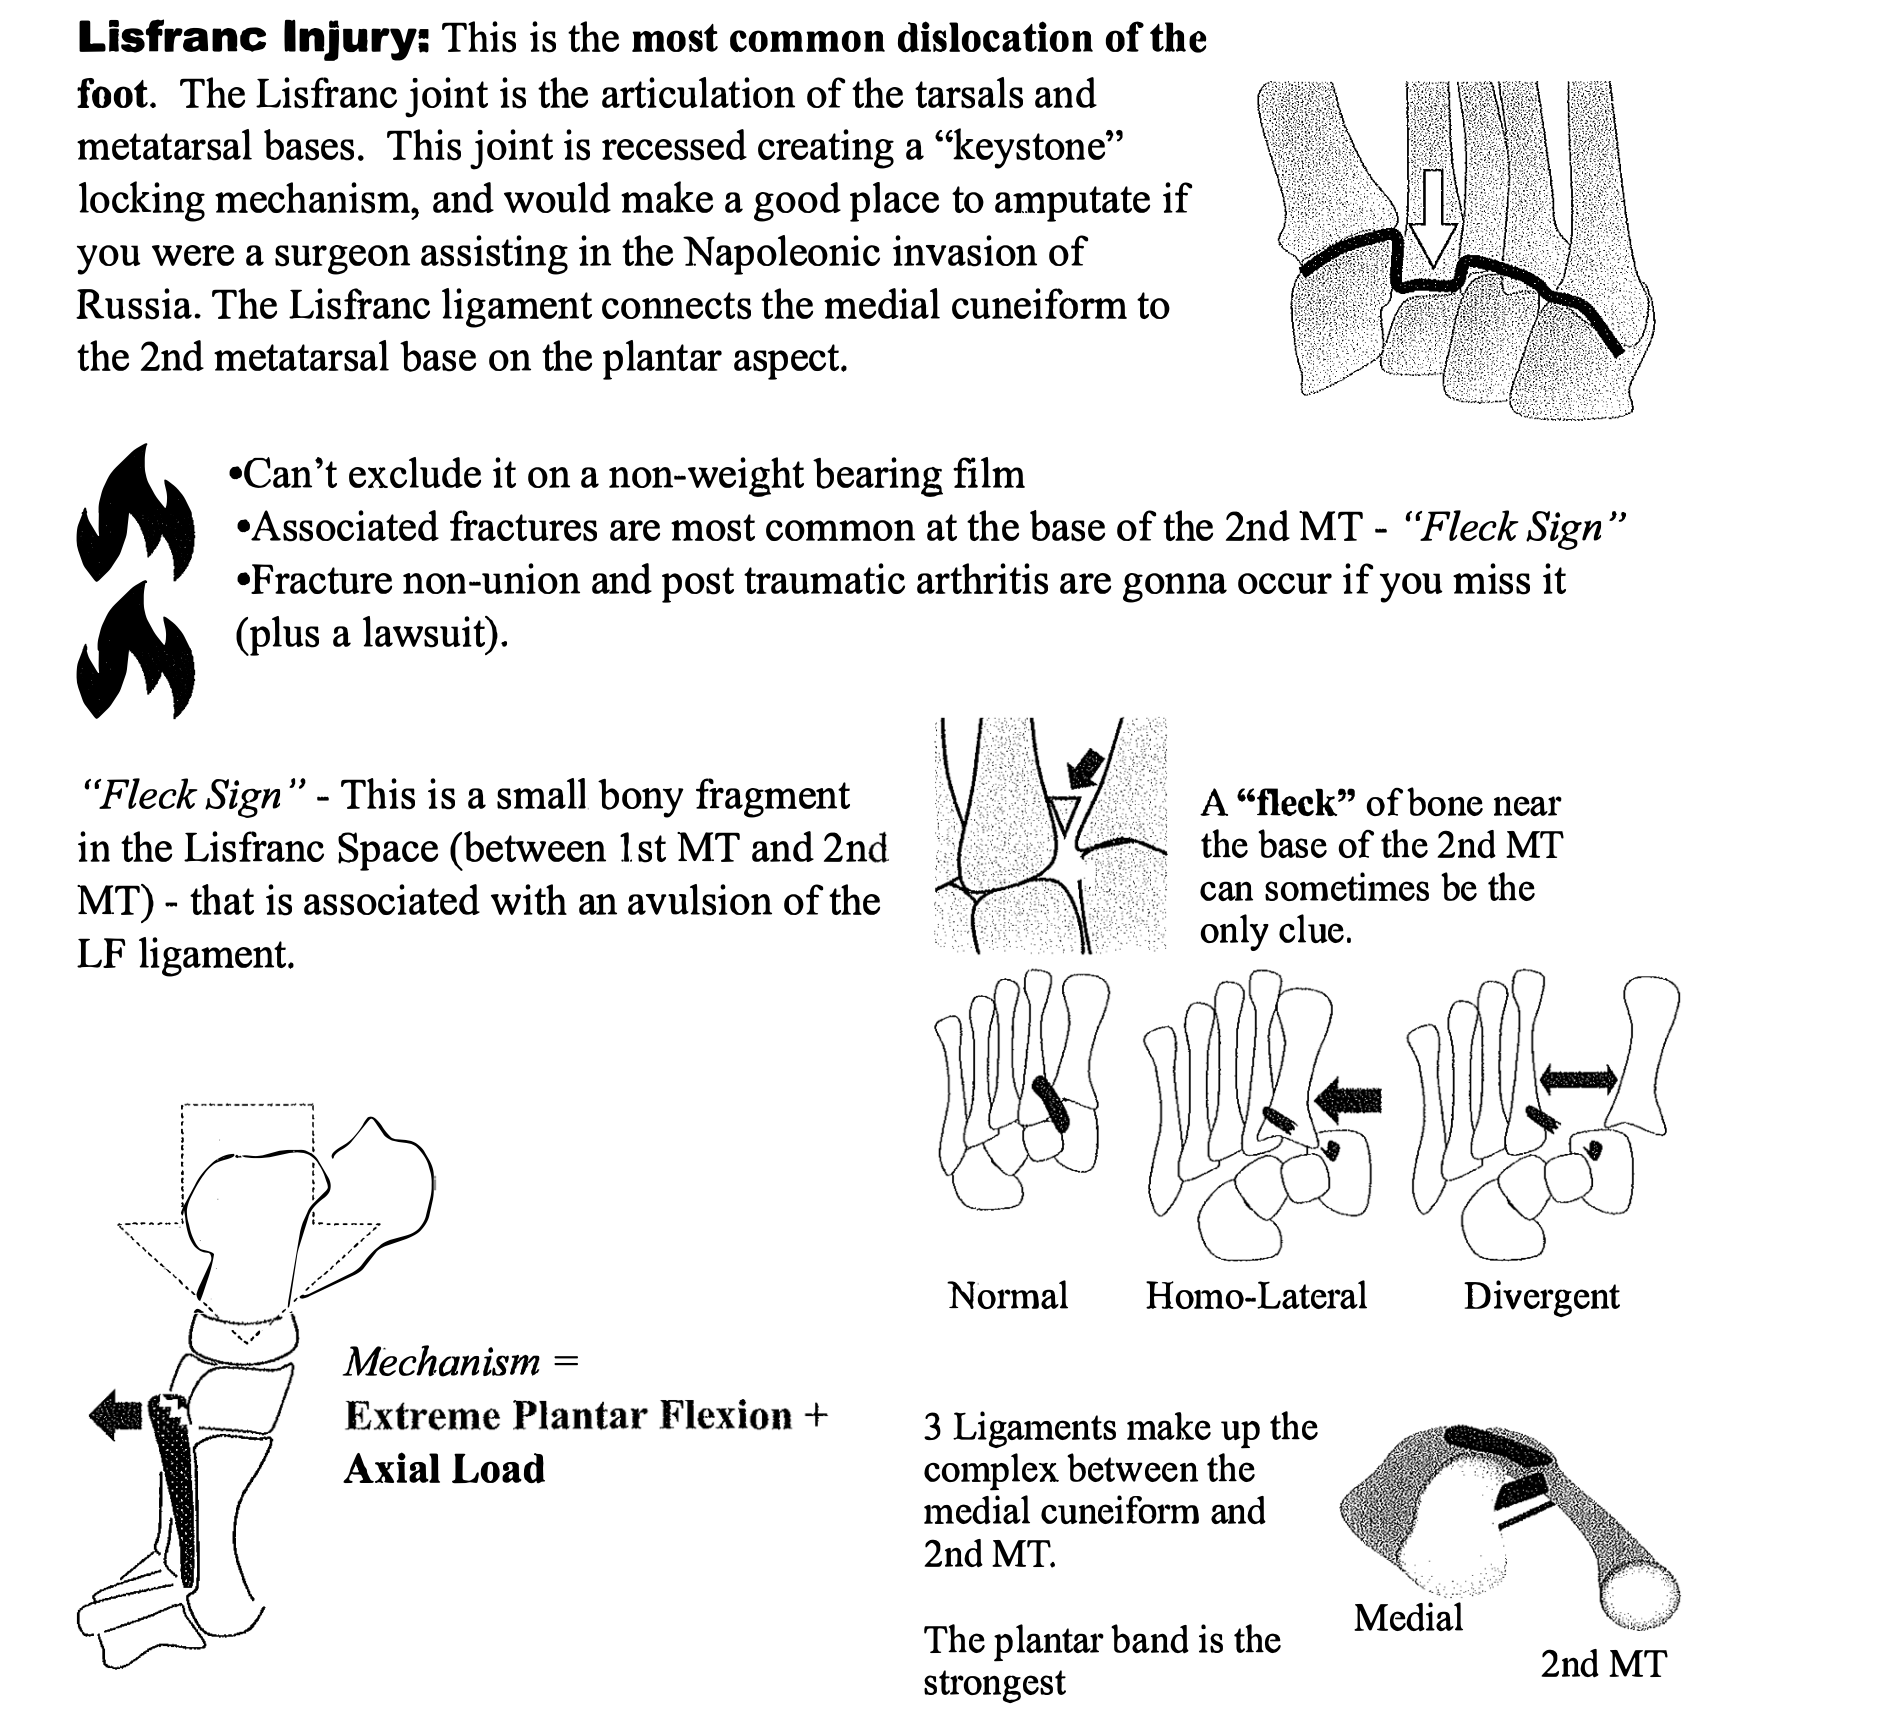 Lisfranc Injury: This is the most common dislocation of the
foot. The Lisfranc joint is the articulation of the tarsals and
metatarsal bases. This joint is recessed creating a “keystone”
locking mechanism, and would make a good place to amputate if
you were a surgeon assisting in the Napoleonic invasion of
Russia. The Lisfranc ligament connects the medial cuneiform to
the 2nd metatarsal base on the plantar aspect.
•Can’t exclude it on a non-weight bearing film
•Associated fractures are most common at the base of the 2nd MT - “Fleck Sign”
•Fracture non-union and post traumatic arthritis are gonna occur if you miss it
(plus a lawsuit).
“Fleck Sign” - This is a small bony fragment
in the Lisfranc Space (between 1st MT and 2nd
MT) - that is associated with an avulsion of the
LF ligament.
A “fleck” of bone near
the base of the 2nd MT
can sometimes be the
only clue.
Normal
Homo-Lateral
Divergent
Mechanism =
Extreme Plantar Flexion +
Axial Load
3 Ligaments make up the
complex between the
medial cuneiform and
2nd MT.
The plantar band is the
strongest
Medial
2nd MT